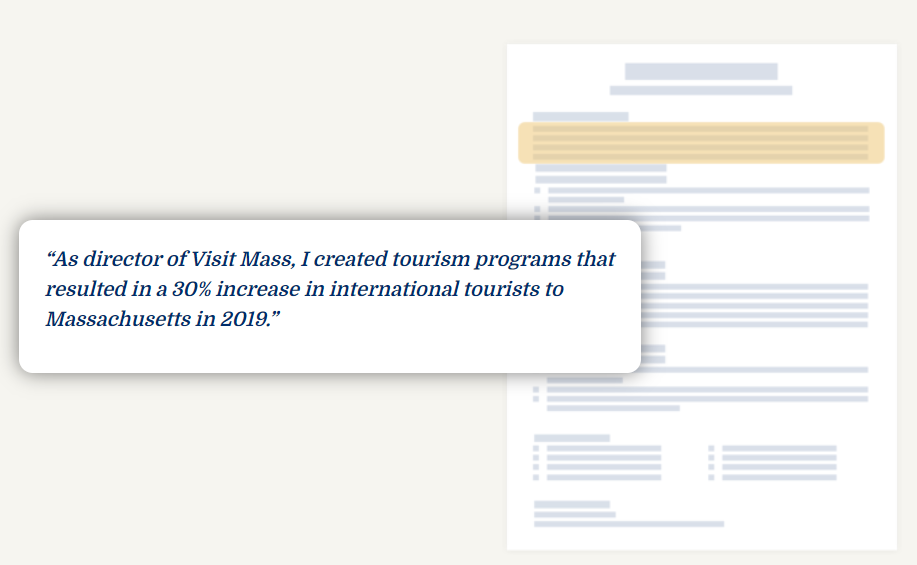 “As director of Visit Mass, I created tourism programs that
resulted in a 30% increase in international tourists to
Massachusetts in 2019.”